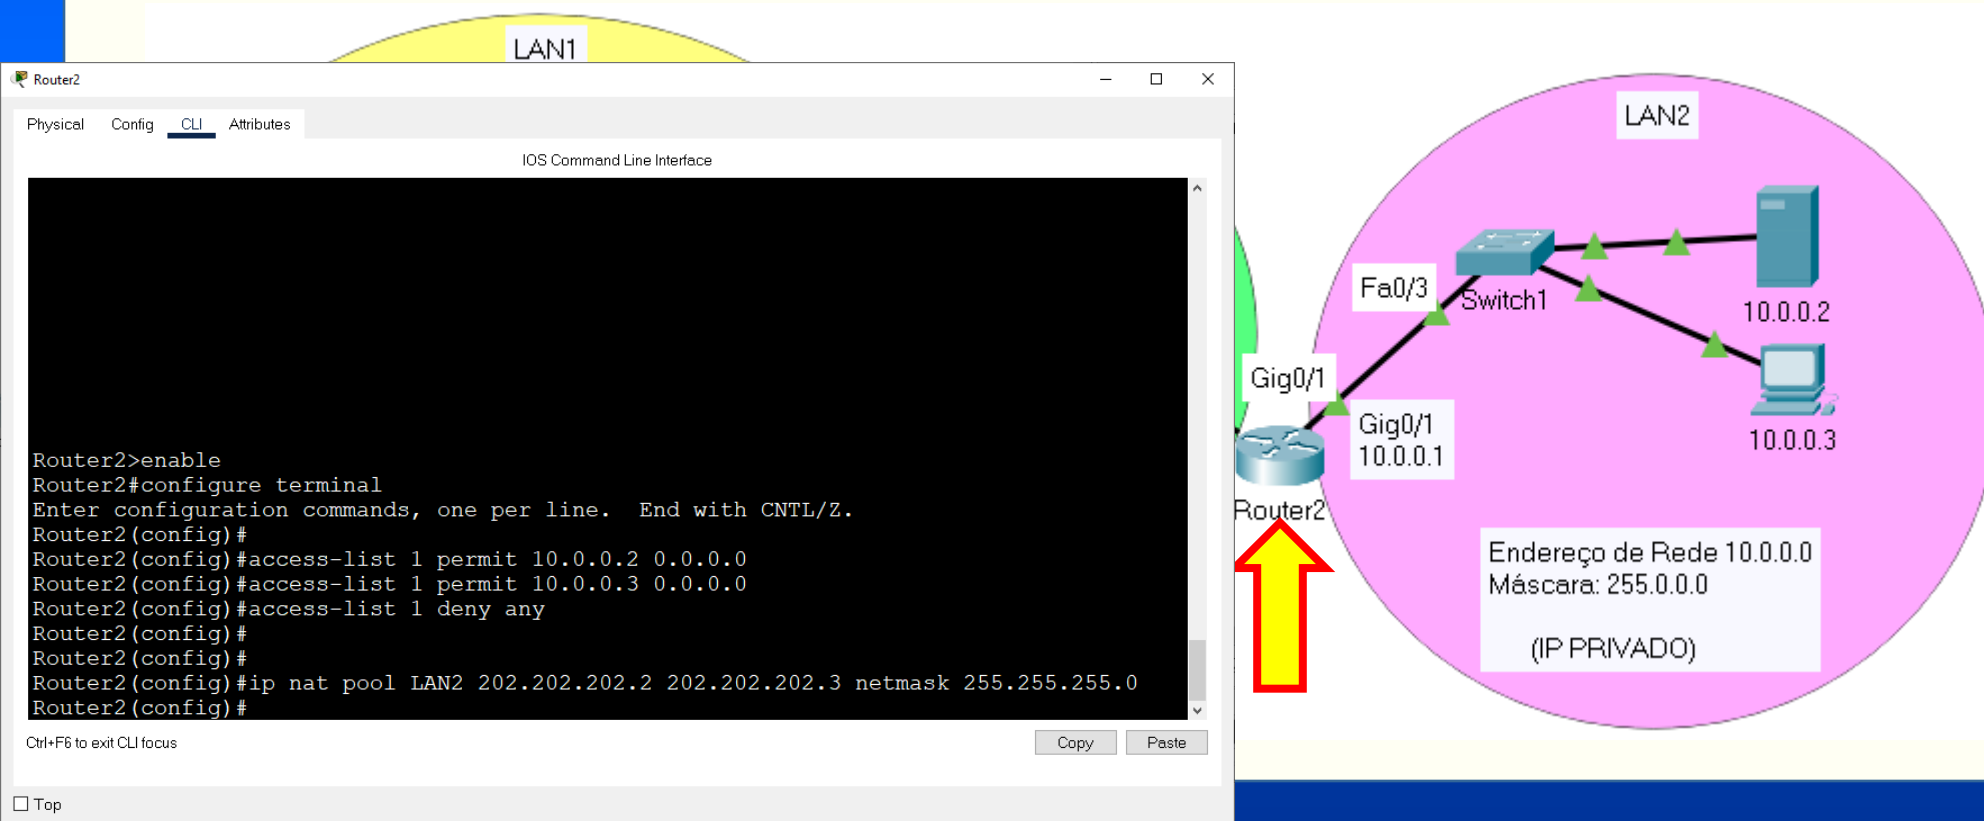 LAN1
Router2
Physical Config CLI Attributes
IOS Command Line Interface
Router2>enable
Router2#configure terminal
Enter configuration commands, one per line.  End with CNTL/Z.
Router2(config)#
Router2(config)#access-list 1 permit 10.0.0.2 0.0.0.0
Router2(config)#access-list 1 permit 10.0.0.3 0.0.0.0
Router2(config)#access-list 1 deny any
Router2(config)#
Router2(config)#
Router2(config)#ip nat pool LAN2 202.202.202.2 202.202.202.3 netmask 255.255.255.0
Router2(config)#
Ctrl+F6 to exit CLI focus
Copy Paste
Top
LAN2
Fa0/3
Switch1
10.0.0.2
Gig0/1
Gig0/1
10.0.0.1
10.0.0.3
Router2
Endereço de Rede 10.0.0.0
Máscara: 255.0.0.0
(IP PRIVADO)